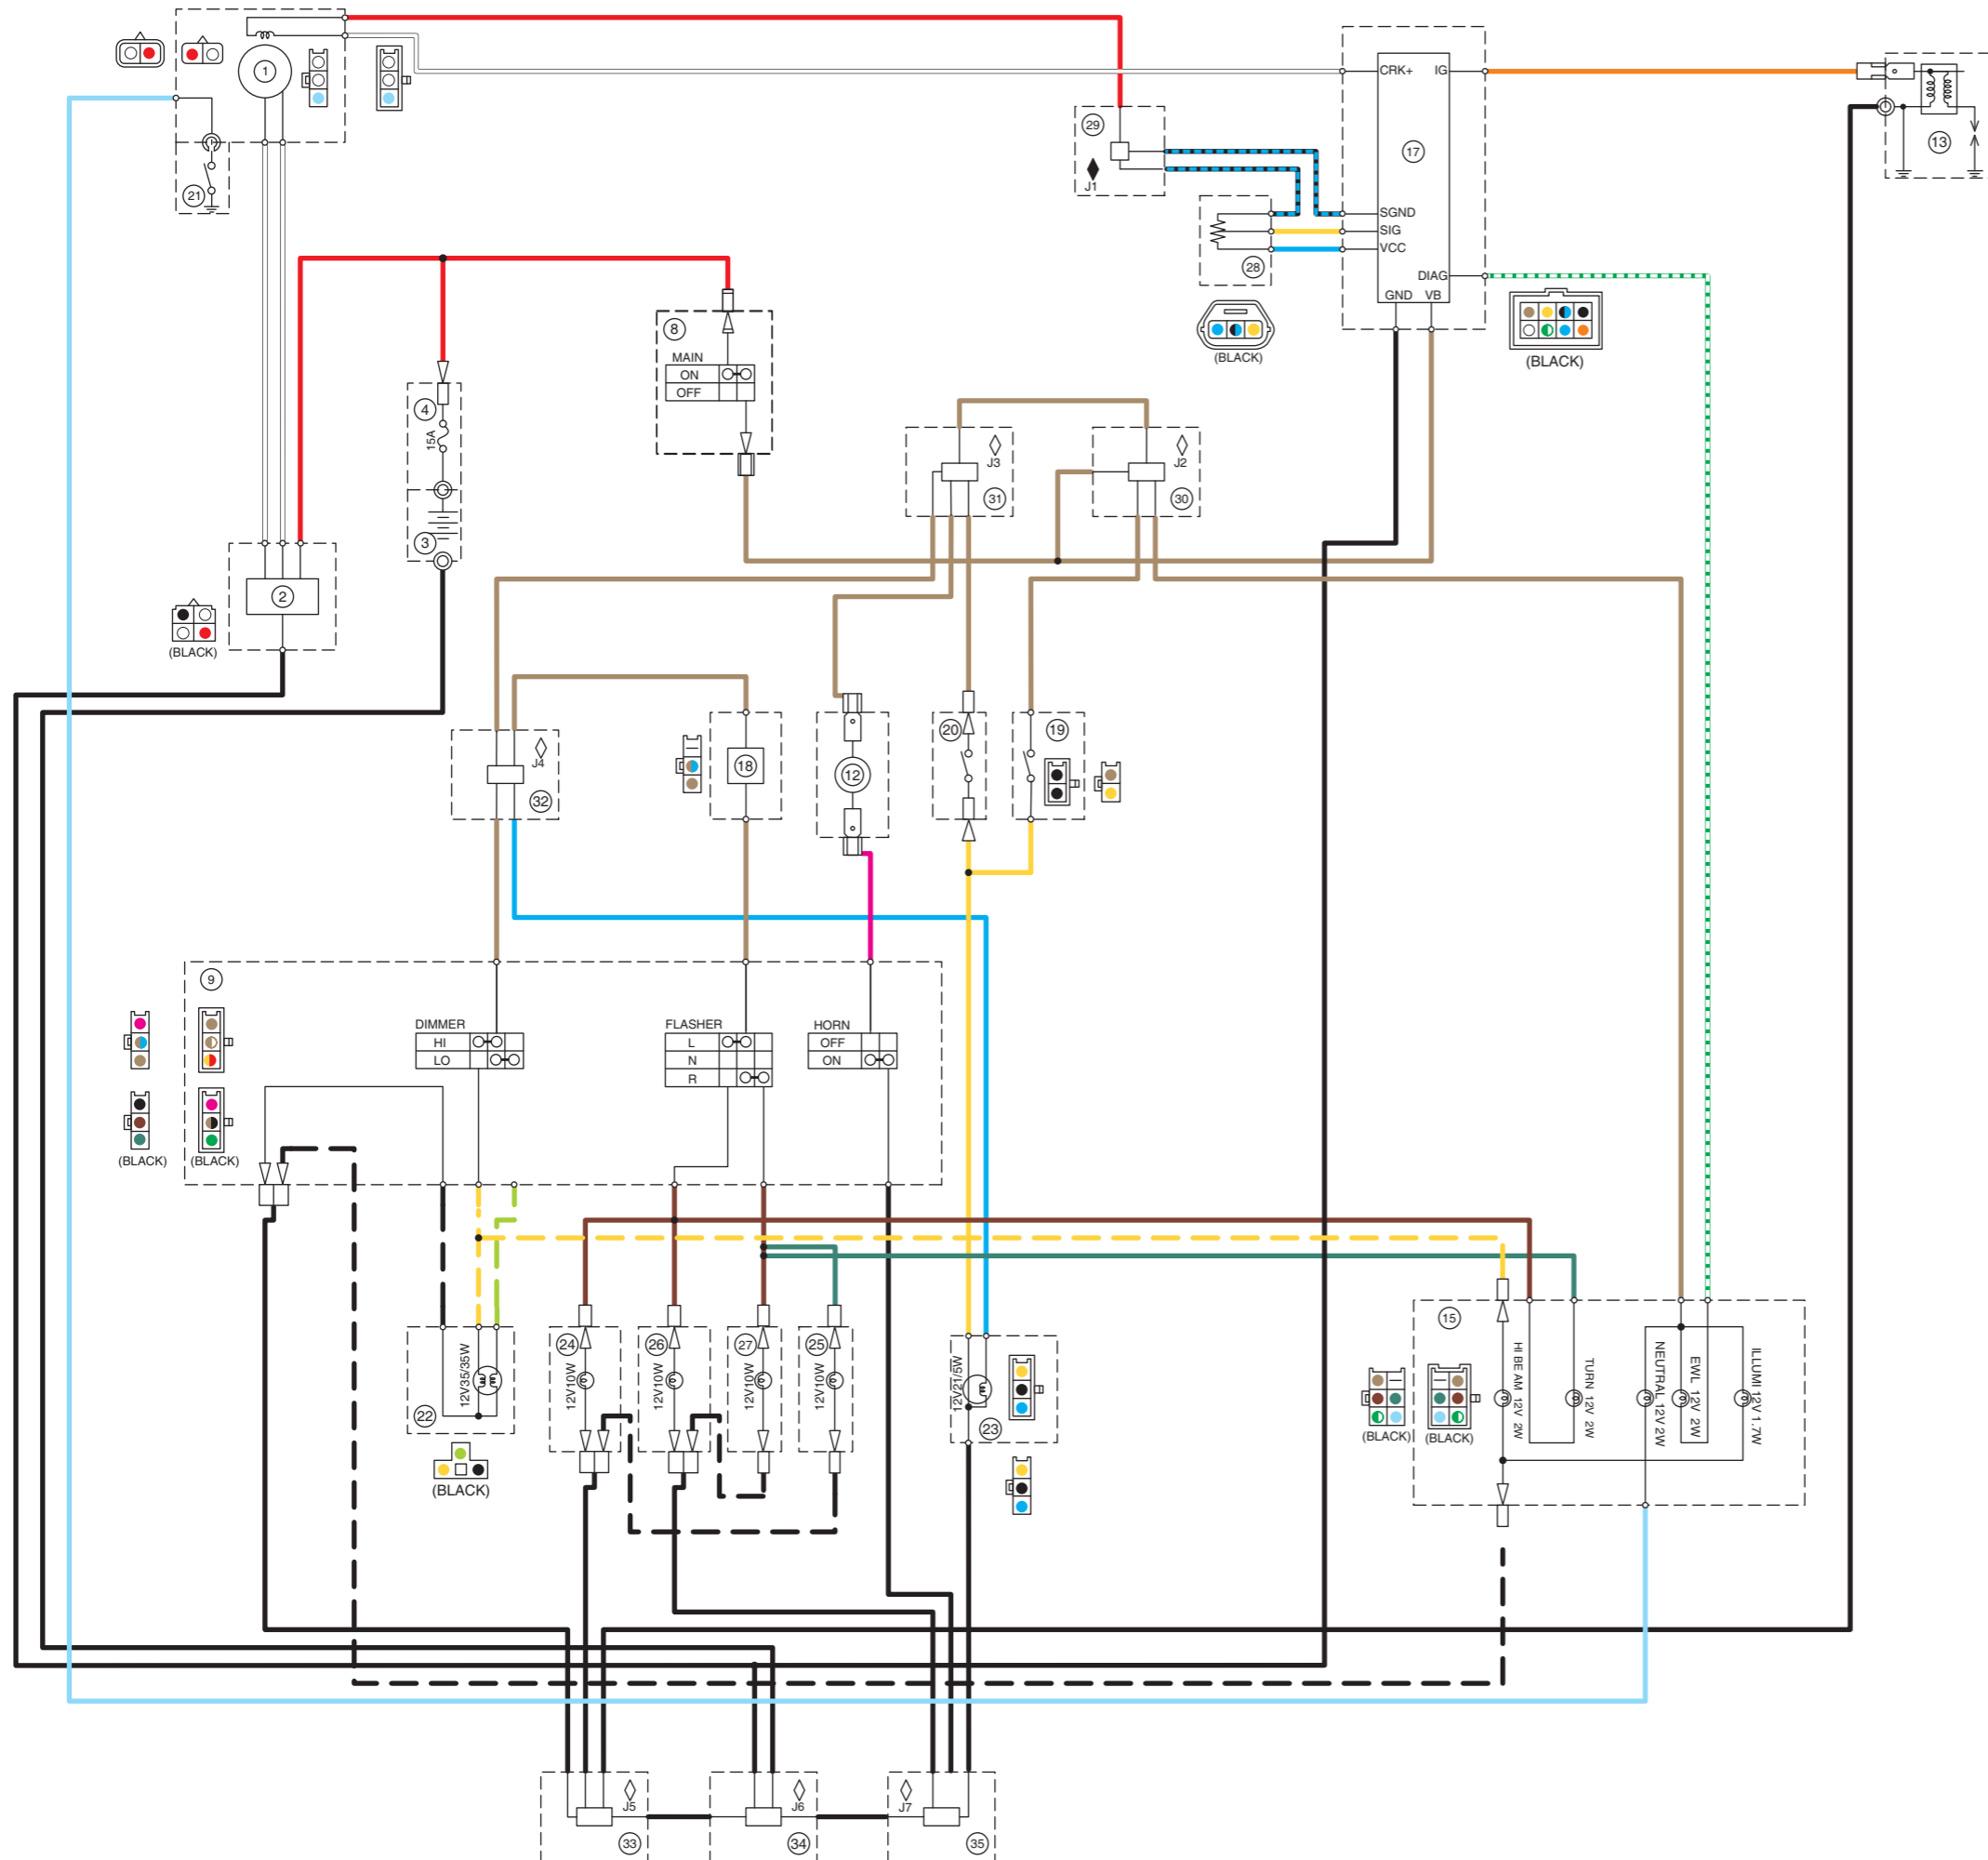 1
CRK+ IG
29
17
13
J1
21
SGND
SIG
VCC
28
DIAG
GND VB
8
(BLACK)
(BLACK)
MAIN
ON
OFF
4
15A
J3
J2
31
30
3
2
(BLACK)
20
19
J4
18
12
32
9
DIMMER
HI
LO
FLASHER
L
N
R
HORN
OFF
ON
(BLACK)
(BLACK)
15
24
26
27
25
12V35/35W
12V10W
12V10W
12V10W
12V10W
12V21/5W
HI BEAM 12V 2W
TURN 12V 2W
NEUTRAL 12V 2W
EWL 12V 2W
ILLUMI 12V 1.7W
22
23
(BLACK)
(BLACK)
(BLACK)
J5
J6
J7
33
34
35